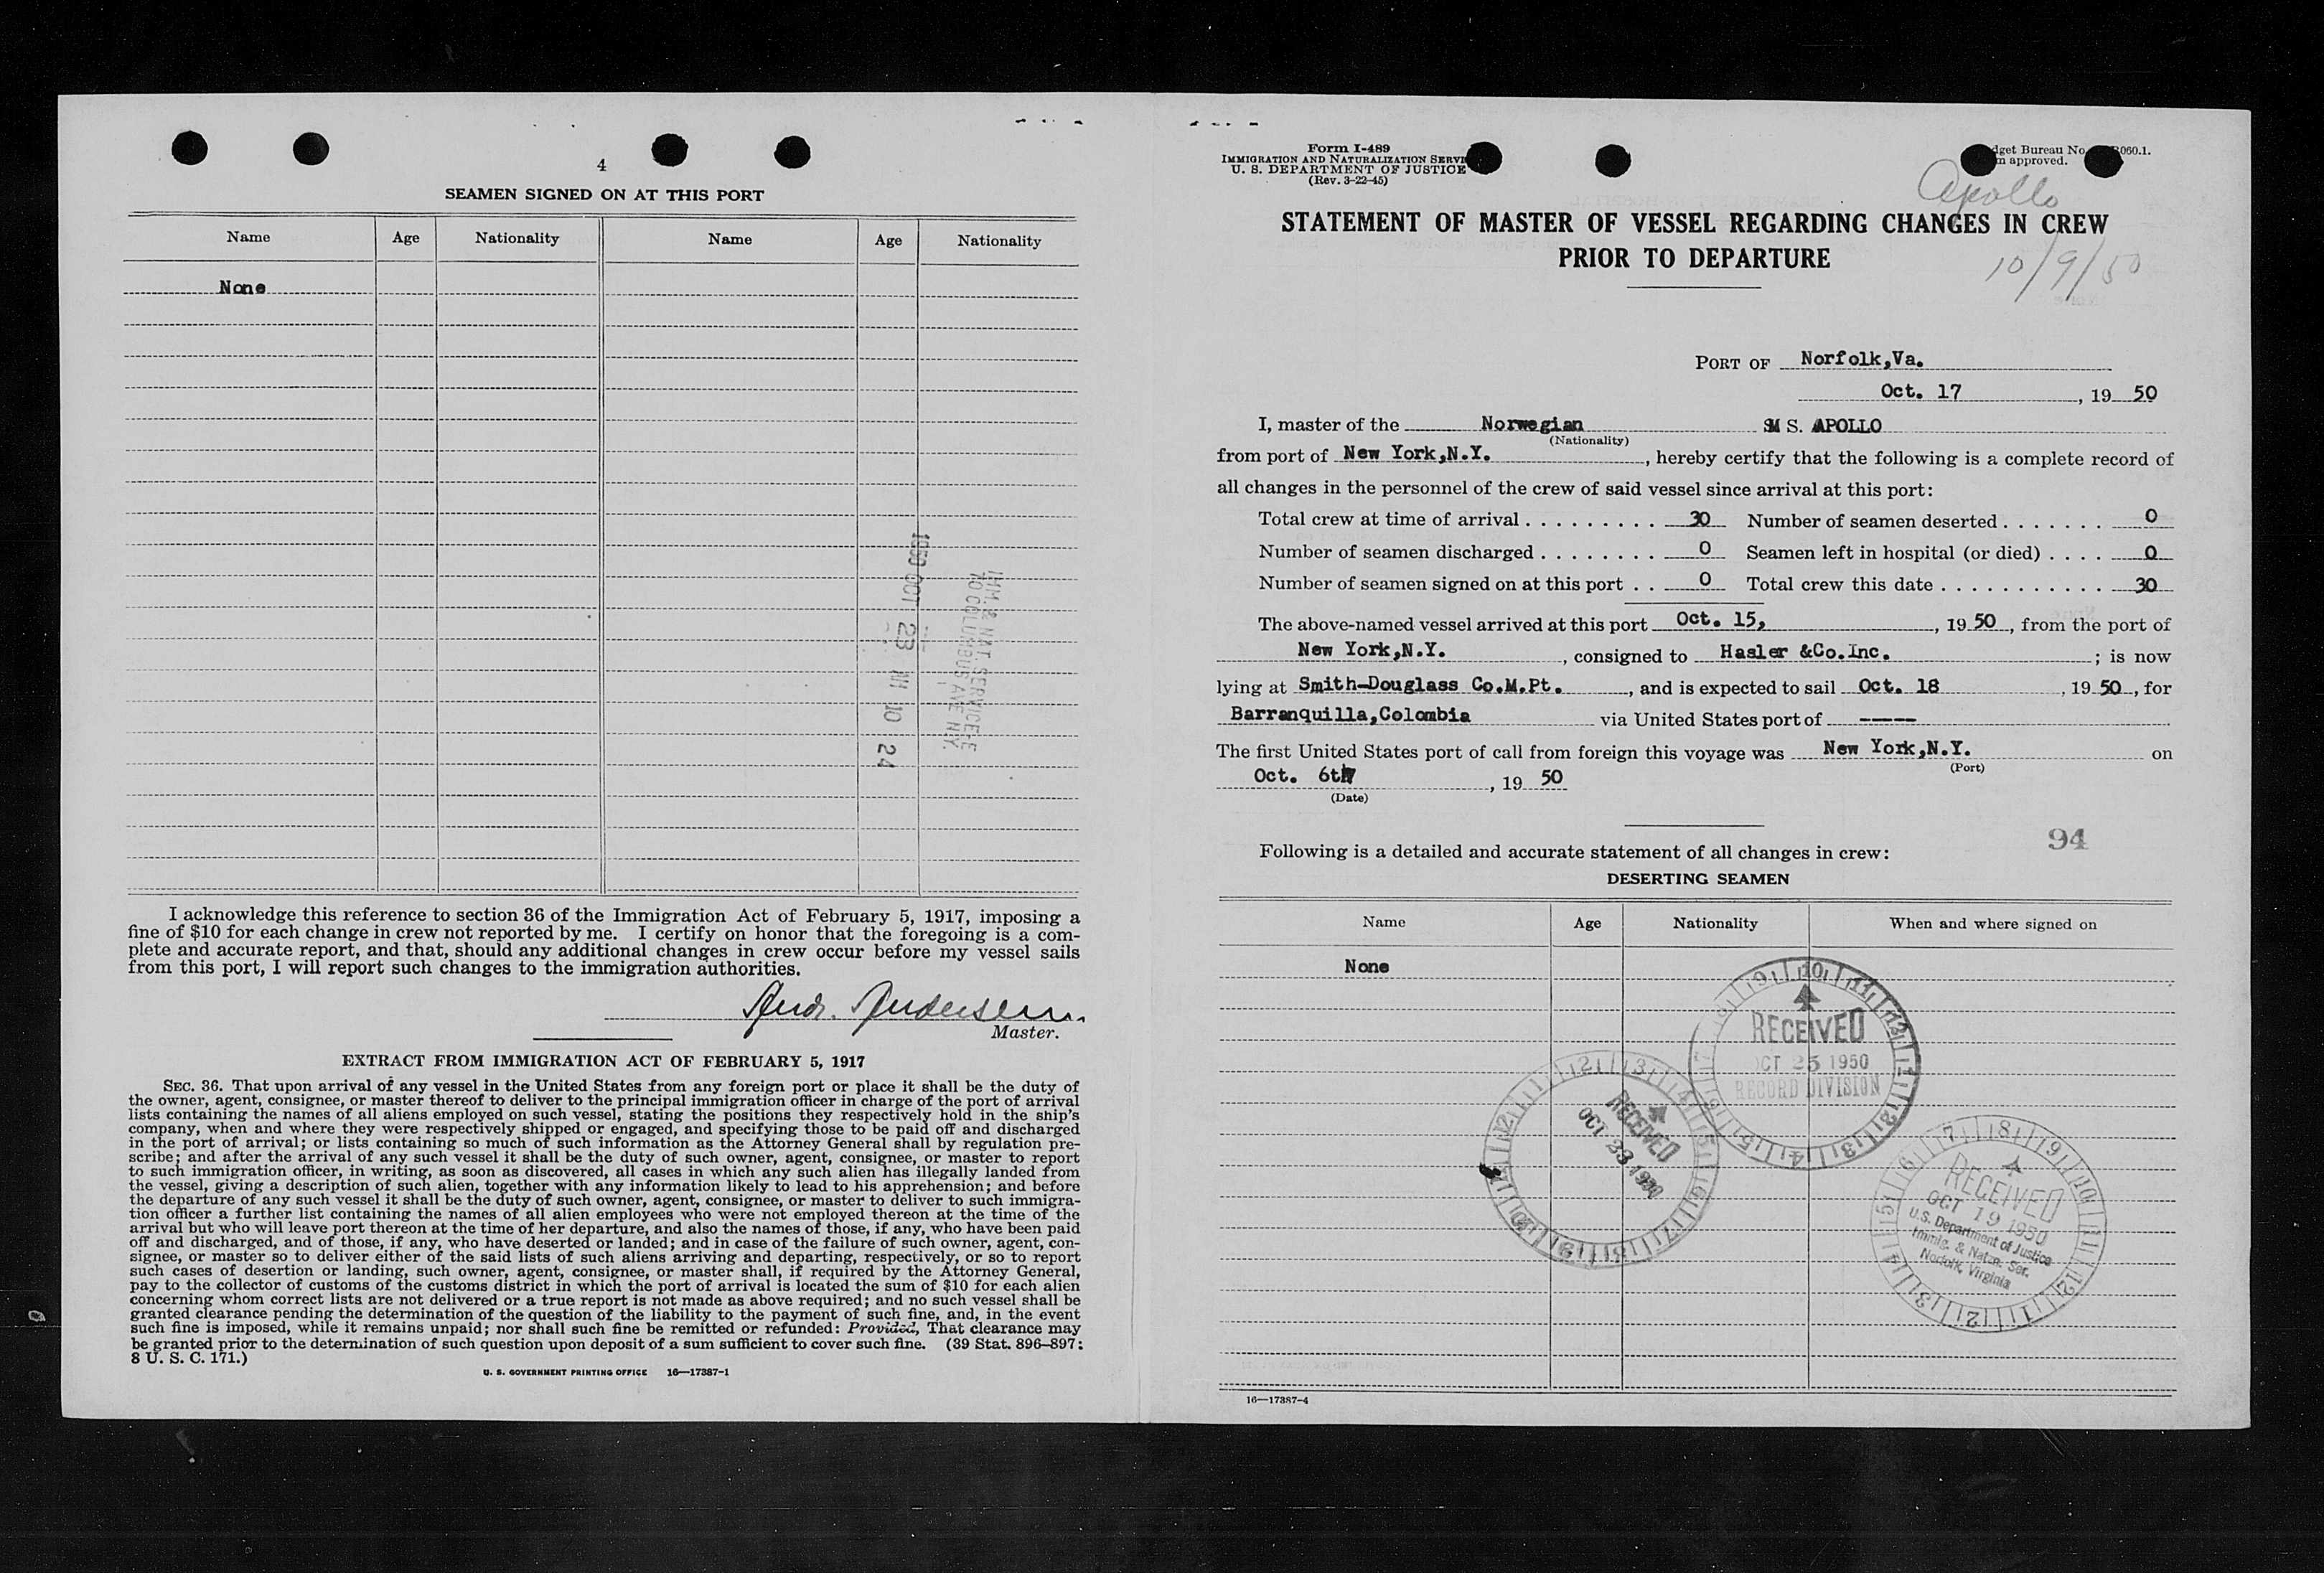 4
SEAMEN SIGNED ON AT THIS PORT
Name Age Nationality Name Age Nationality
None
1950 OCT 23 10 24
IMM. & NAT. SERVICE
70 COLUMBUS AVE N.Y.
I acknowledge this reference to section 36 of the Immigration Act of February 5, 1917, imposing a
fine of $10 for each change in crew not reported by me. I certify on honor that the foregoing is a com-
plete and accurate report, and that, should any additional changes in crew occur before my vessel sails
from this port, I will report such changes to the immigration authorities.
Andr. Andersen
Master.
EXTRACT FROM IMMIGRATION ACT OF FEBRUARY 5, 1917
SEC. 36. That upon arrival of any vessel in the United States from any foreign port or place it shall be the duty of
the owner, agent, consignee, or master thereof to deliver to the principal immigration officer in charge of the port of arrival
lists containing the names of all aliens employed on such vessel, stating the positions they respectively hold in the ship's
company, when and where they were respectively shipped or engaged, and specifying those to be paid off and discharged
in the port of arrival; or lists containing so much of such information as the Attorney General shall by regulation pre-
scribe; and after the arrival of any such vessel it shall be the duty of such owner, agent, consignee, or master to report
to such immigration officer, in writing, as soon as discovered, all cases in which any such alien has illegally landed from
the vessel, giving a description of such alien, together with any information likely to lead to his apprehension; and before
the departure of any such vessel it shall be the duty of such owner, agent, consignee, or master to deliver to such immigra-
tion officer a further list containing the names of all alien employees who were not employed thereon at the time of the
arrival but who will leave port thereon at the time of her departure, and also the names of those, if any, who have been paid
off and discharged, and of those, if any, who have deserted or landed; and in case of the failure of such owner, agent, con-
signee, or master so to deliver either of the said lists of such aliens arriving and departing, respectively, or so to report
such cases of desertion or landing, such owner, agent, consignee, or master shall, if required by the Attorney General,
pay to the collector of customs of the customs district in which the port of arrival is located the sum of $10 for each alien
concerning whom correct lists are not delivered or a true report is not made as above required; and no such vessel shall be
granted clearance pending the determination of the question of the liability to the payment of such fine, and, in the event
such fine is imposed, while it remains unpaid; nor shall such fine be remitted or refunded: Provided, That clearance may
be granted prior to the determination of such question upon deposit of a sum sufficient to cover such fine. (39 Stat. 896–897;
8 U. S. C. 171.)
U. S. GOVERNMENT PRINTING OFFICE 16—17387-1
Form I-489
IMMIGRATION AND NATURALIZATION SERVI
U. S. DEPARTMENT OF JUSTICE
(Rev. 3-22-45)
dget Bureau No. R060.1.
m approved.
Apollo
STATEMENT OF MASTER OF VESSEL REGARDING CHANGES IN CREW
PRIOR TO DEPARTURE
10/9/50
PORT OF Norfolk,Va.
Oct. 17, 19 50
I, master of the Norwegian M S. APOLLO
(Nationality)
from port of New York,N.Y., hereby certify that the following is a complete record of
all changes in the personnel of the crew of said vessel since arrival at this port:
Total crew at time of arrival . . . . . . . . . 30 Number of seamen deserted . . . . . . . 0
Number of seamen discharged . . . . . . . . 0 Seamen left in hospital (or died) . . . . 0
Number of seamen signed on at this port . . 0 Total crew this date . . . . . . . . . . . 30
The above-named vessel arrived at this port Oct. 15, , 19 50, from the port of
New York,N.Y., consigned to Hasler &Co.Inc. ; is now
lying at Smith-Douglass Co.M.Pt., and is expected to sail Oct. 18, 19 50, for
Barranquilla,Colombia via United States port of ----
The first United States port of call from foreign this voyage was New York,N.Y. on
(Port)
Oct. 6th, 19 50
(Date)
94
Following is a detailed and accurate statement of all changes in crew:
DESERTING SEAMEN
Name Age Nationality When and where signed on
None
RECEIVED
OCT 25 1950
RECORD DIVISION
RECEIVED
OCT 23 1950
RECEIVED
OCT 19 1950
U.S. Department of Justice
Immig. & Natzn. Ser.
Norfolk, Virginia
16—17387-4